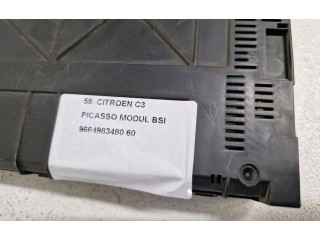 58. CITROEN C3
PICASSO MODUL BSI
9664983480 60